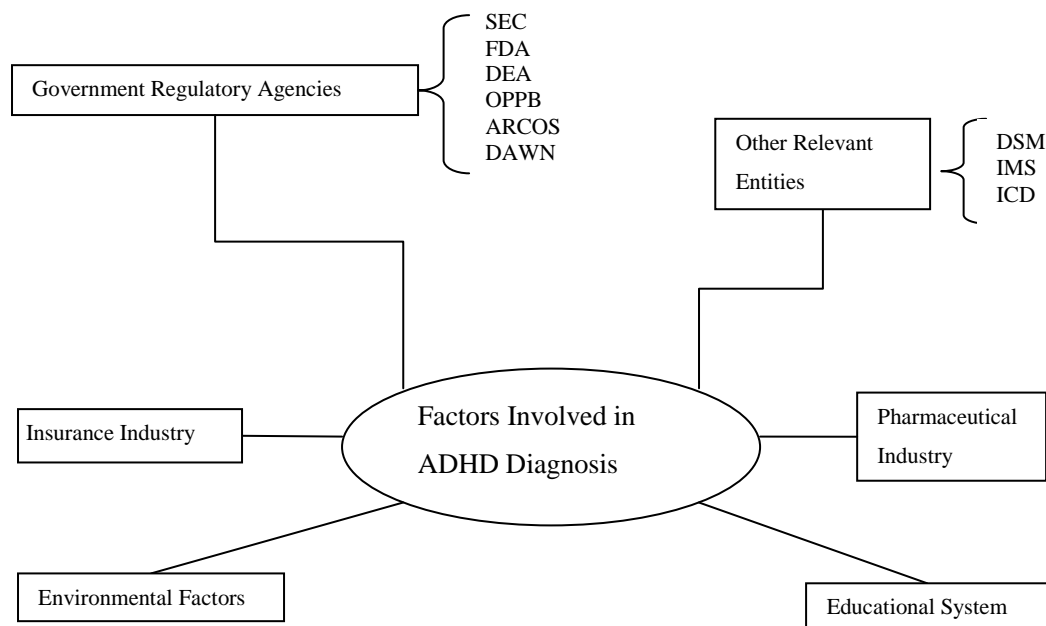 SEC
FDA
DEA
OPPB
ARCOS
DAWN
Government Regulatory Agencies
Other Relevant
Entities
DSM
IMS
ICD
Factors Involved in
ADHD Diagnosis
Insurance Industry
Pharmaceutical
Industry
Environmental Factors
Educational System